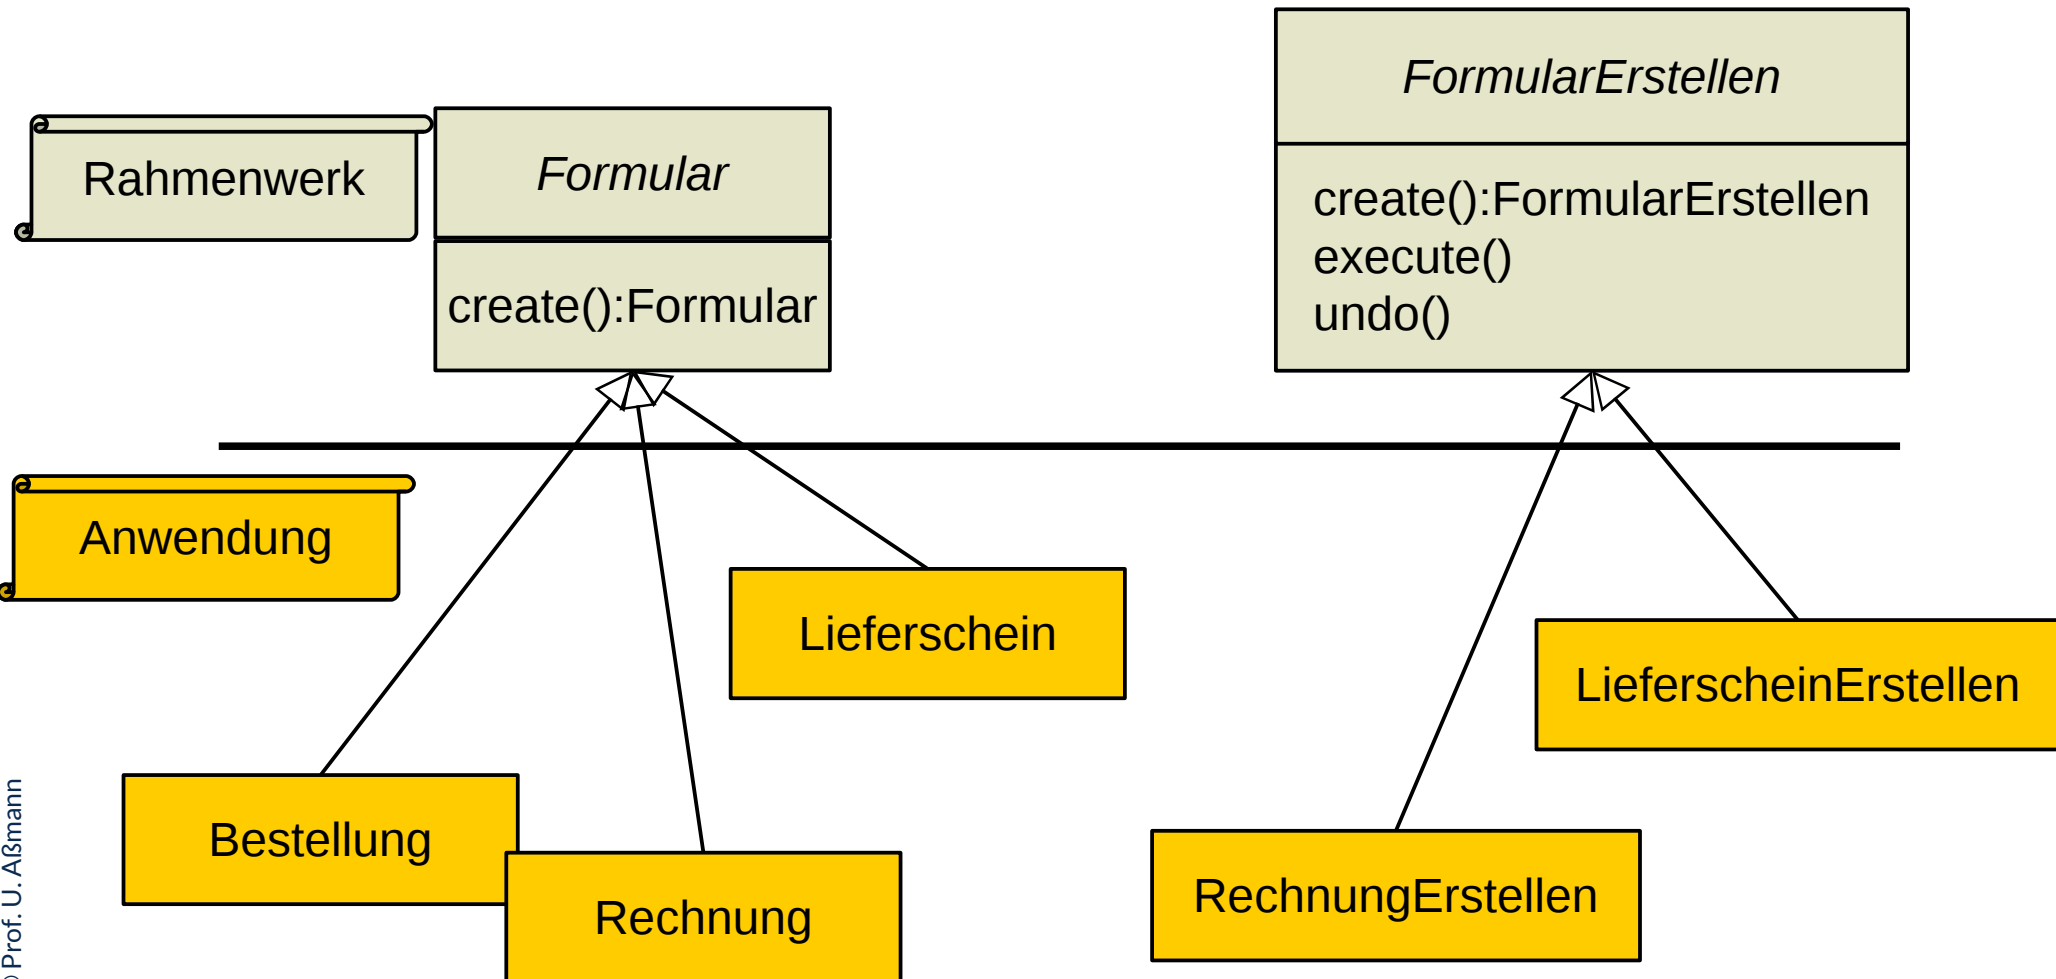 FormularErstellen
Rahmenwerk
Formular
create():FormularErstellen
execute()
undo()
create():Formular
Anwendung
Lieferschein
LieferscheinErstellen
Bestellung
RechnungErstellen
Rechnung
© Prof. U. Aßmann